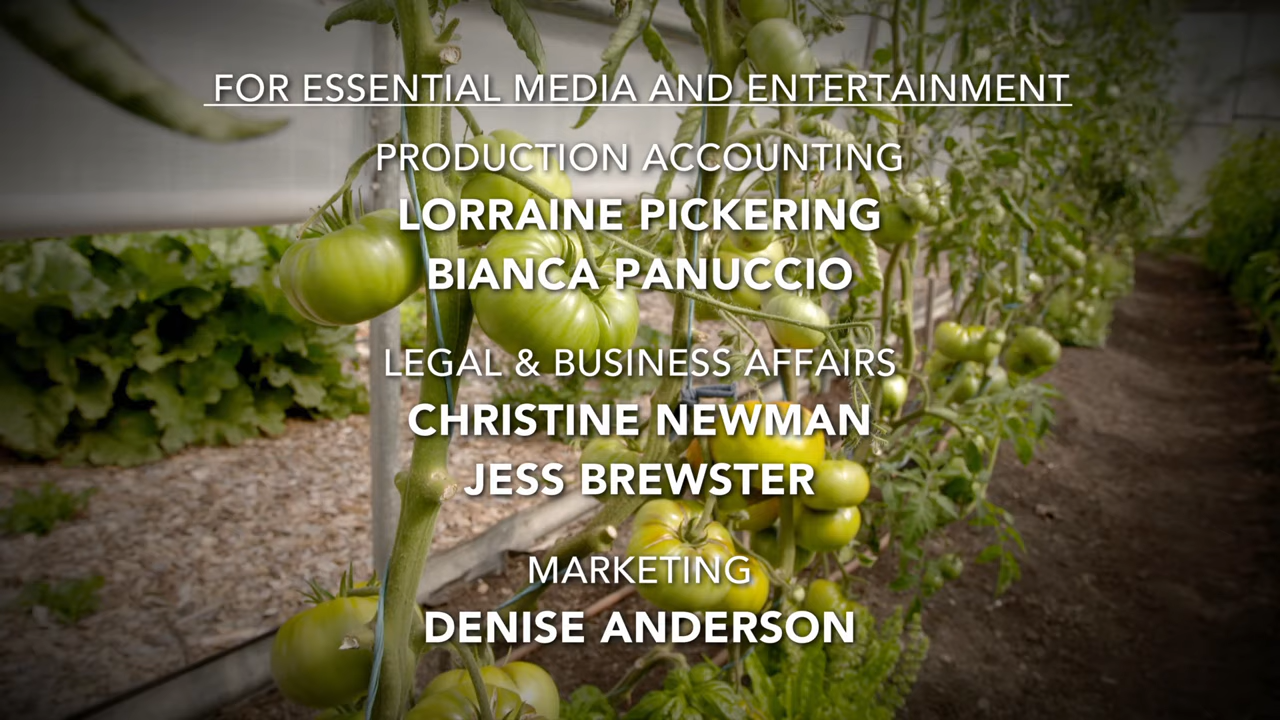 FOR ESSENTIAL MEDIA AND ENTERTAINMENT
PRODUCTION ACCOUNTING
LORRAINE PICKERING
BIANCA PANUCCIO
LEGAL & BUSINESS AFFAIRS
CHRISTINE NEWMAN
JESS BREWSTER
MARKETING
DENISE ANDERSON